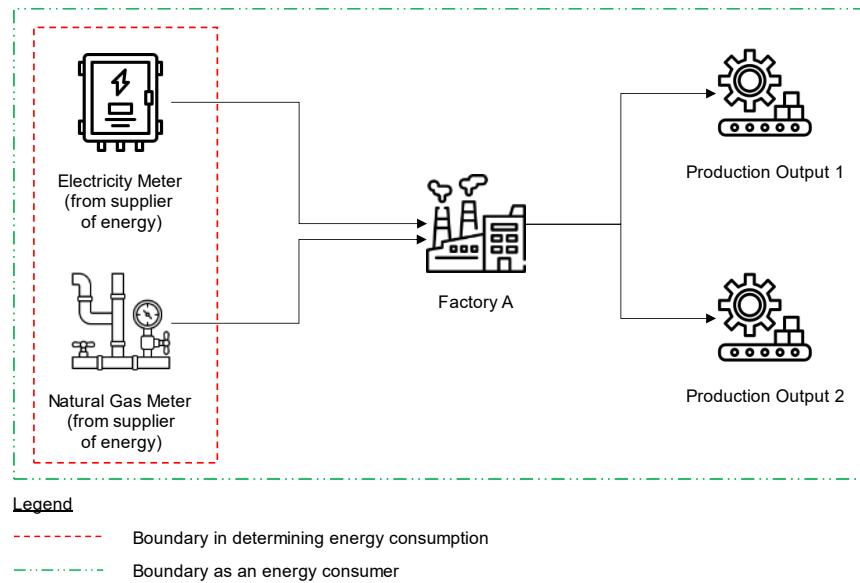 Electricity Meter
(from supplier
of energy)
Production Output 1
Factory A
Natural Gas Meter
(from supplier
of energy)
Production Output 2
Legend
Boundary in determining energy consumption
Boundary as an energy consumer